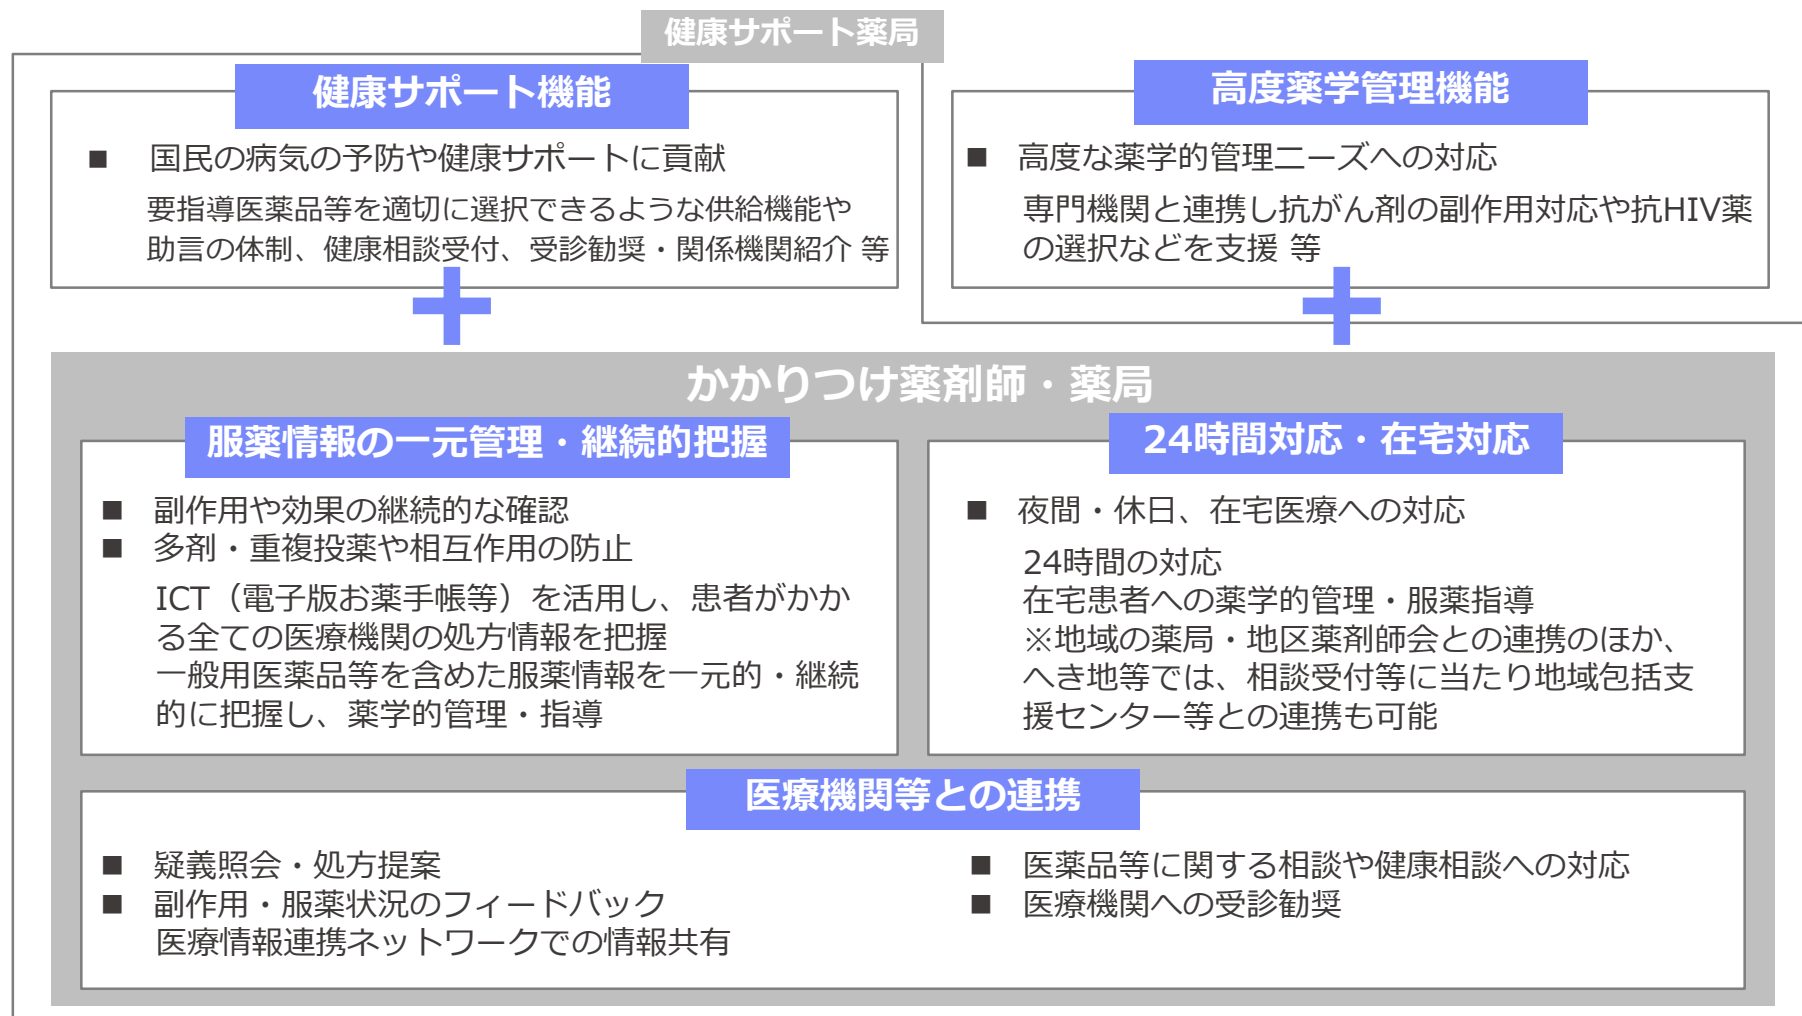 健康サポート薬局
健康サポート機能
■ 国民の病気の予防や健康サポートに貢献
要指導医薬品等を適切に選択できるような供給機能や
助言の体制、健康相談受付、受診勧奨・関係機関紹介 等
高度薬学管理機能
■ 高度な薬学的管理ニーズへの対応
専門機関と連携し抗がん剤の副作用対応や抗HIV薬
の選択などを支援 等
かかりつけ薬剤師・薬局
服薬情報の一元管理・継続的把握
■ 副作用や効果の継続的な確認
■ 多剤・重複投薬や相互作用の防止
ICT（電子版お薬手帳等）を活用し、患者がかか
る全ての医療機関の処方情報を把握
一般用医薬品等を含めた服薬情報を一元的・継続
的に把握し、薬学的管理・指導
24時間対応・在宅対応
■ 夜間・休日、在宅医療への対応
24時間の対応
在宅患者への薬学的管理・服薬指導
※地域の薬局・地区薬剤師会との連携のほか、
へき地等では、相談受付等に当たり地域包括支
援センター等との連携も可能
医療機関等との連携
■ 疑義照会・処方提案
■ 副作用・服薬状況のフィードバック
医療情報連携ネットワークでの情報共有
■ 医薬品等に関する相談や健康相談への対応
■ 医療機関への受診勧奨